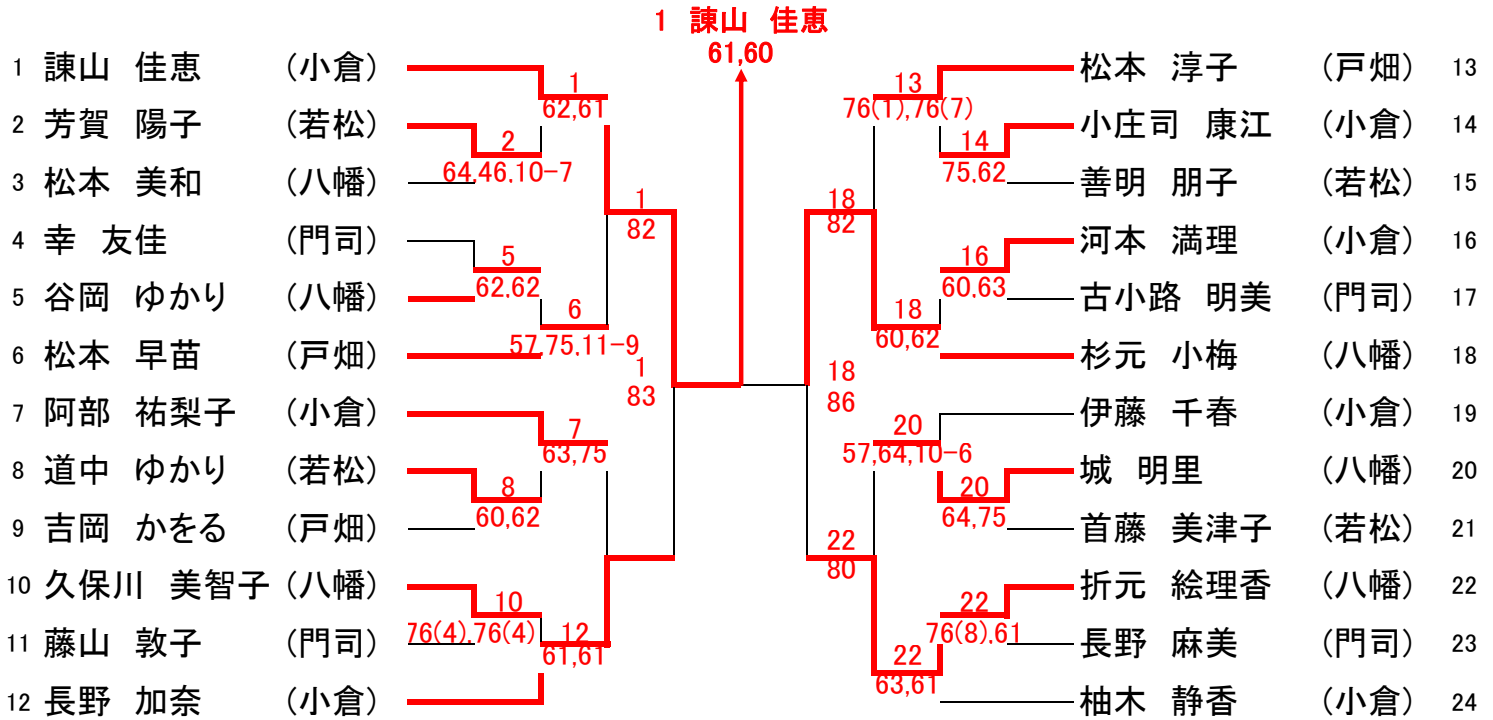 1 諫山 佳恵
61,60
1 諫山 佳恵 (小倉)
2 芳賀 陽子 (若松)
3 松本 美和 (八幡)
4 幸 友佳 (門司)
5 谷岡 ゆかり (八幡)
6 松本 早苗 (戸畑)
7 阿部 祐梨子 (小倉)
8 道中 ゆかり (若松)
9 吉岡 かをる (戸畑)
10 久保川 美智子 (八幡)
11 藤山 敦子 (門司)
12 長野 加奈 (小倉)
1
62,61
2
64,46,10-7
5
62,62
6
57,75,11-9
7
63,75
8
60,62
10
76(4),76(4)
12
61,61
1
82
1
83
18
82
18
86
22
80
13
76(1),76(7)
14
75,62
16
60,63
18
60,62
20
57,64,10-6
20
64,75
22
76(8),61
22
63,61
松本 淳子 (戸畑) 13
小庄司 康江 (小倉) 14
善明 朋子 (若松) 15
河本 満理 (小倉) 16
古小路 明美 (門司) 17
杉元 小梅 (八幡) 18
伊藤 千春 (小倉) 19
城 明里 (八幡) 20
首藤 美津子 (若松) 21
折元 絵理香 (八幡) 22
長野 麻美 (門司) 23
柚木 静香 (小倉) 24